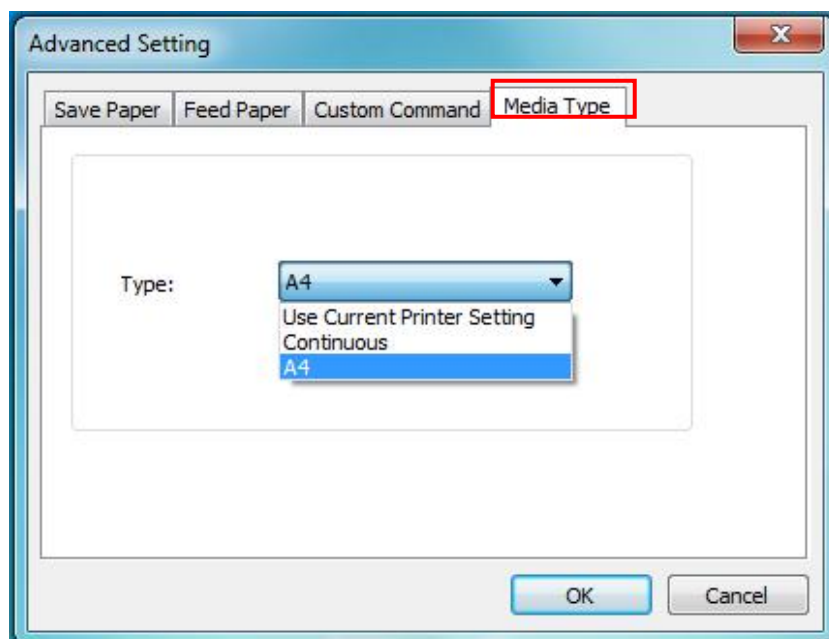 Advanced Setting
Save Paper Feed Paper Custom Command Media Type
Type: A4
Use Current Printer Setting
Continuous
A4
OK Cancel